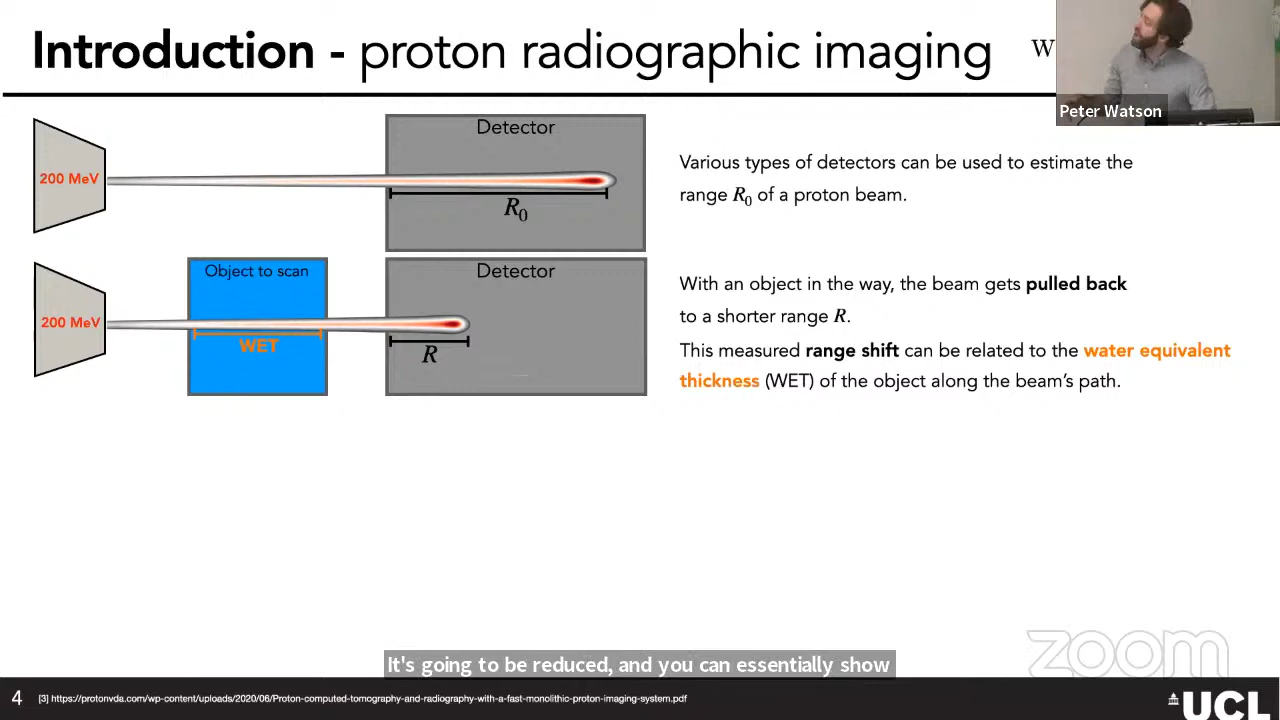 Introduction - proton radiographic imaging
W
Peter Watson
200 MeV
Detector
R0
Various types of detectors can be used to estimate the
range R0 of a proton beam.
200 MeV
Object to scan
WET
Detector
R
With an object in the way, the beam gets pulled back
to a shorter range R.
This measured range shift can be related to the water equivalent
thickness (WET) of the object along the beam's path.
It's going to be reduced, and you can essentially show
zoom
4
[3] https://protonvda.com/wp-content/uploads/2020/06/Proton-computed-tomography-and-radiography-with-a-fast-monolithic-proton-imaging-system.pdf
UCL